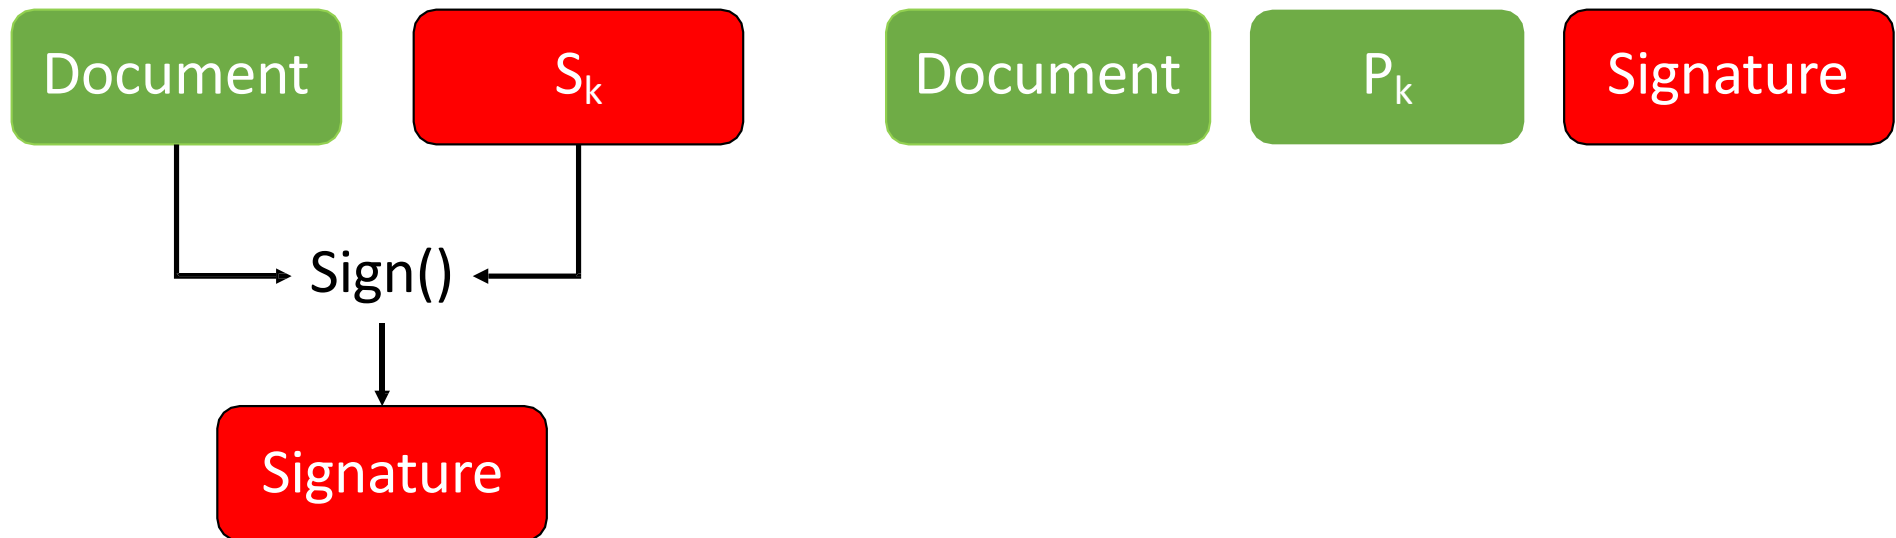 Document
Sₖ
Document
Pₖ
Signature
Sign()
Signature